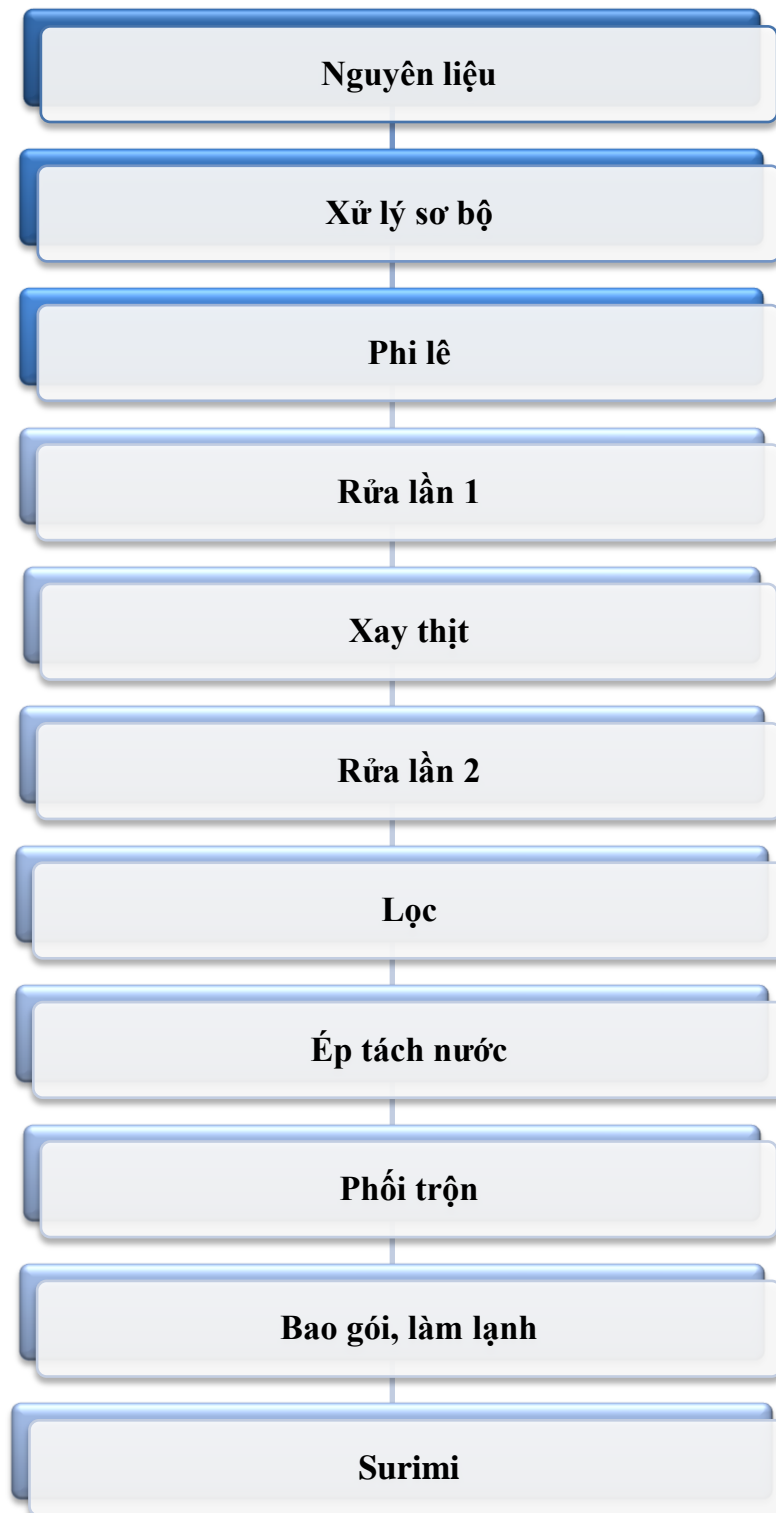 Nguyên liệu
Xử lý sơ bộ
Phi lê
Rửa lần 1
Xay thịt
Rửa lần 2
Lọc
Ép tách nước
Phối trộn
Bao gói, làm lạnh
Surimi